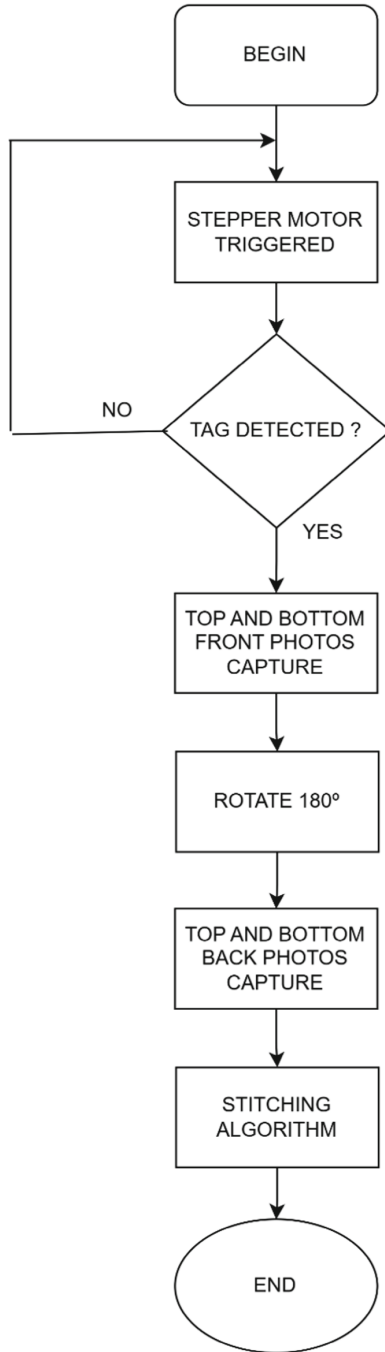 BEGIN
STEPPER MOTOR
TRIGGERED
NO
TAG DETECTED ?
YES
TOP AND BOTTOM
FRONT PHOTOS
CAPTURE
ROTATE 180º
TOP AND BOTTOM
BACK PHOTOS
CAPTURE
STITCHING
ALGORITHM
END